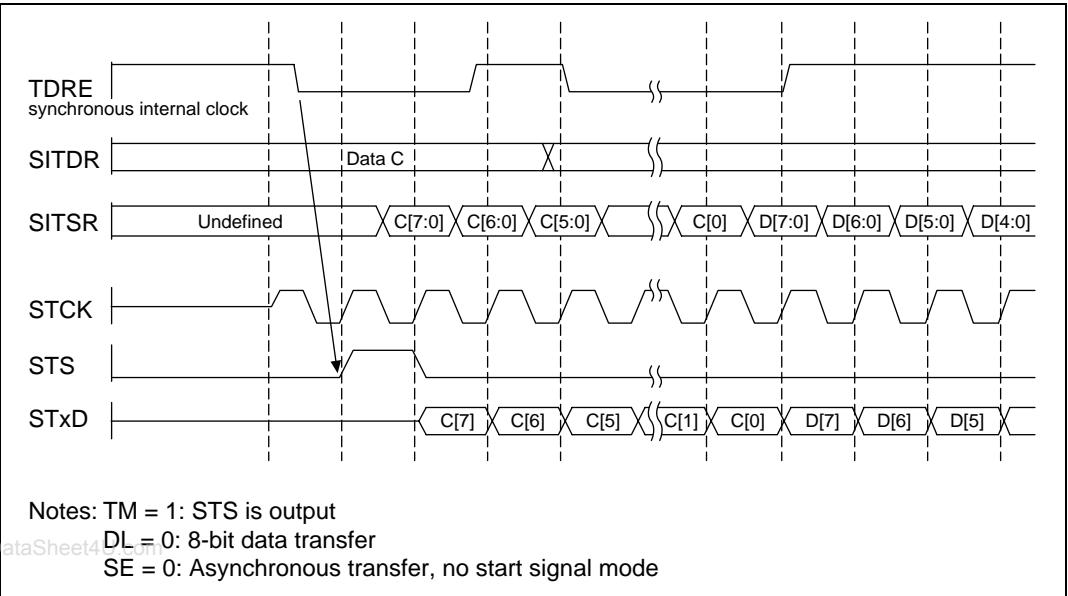 TDRE
synchronous internal clock
SITDR Data C
SITSR Undefined C[7:0] C[6:0] C[5:0] C[0] D[7:0] D[6:0] D[5:0] D[4:0]
STCK
STS
STxD C[7] C[6] C[5] C[1] C[0] D[7] D[6] D[5]
Notes: TM = 1: STS is output
DL = 0: 8-bit data transfer
SE = 0: Asynchronous transfer, no start signal mode
ataSheet4U.com